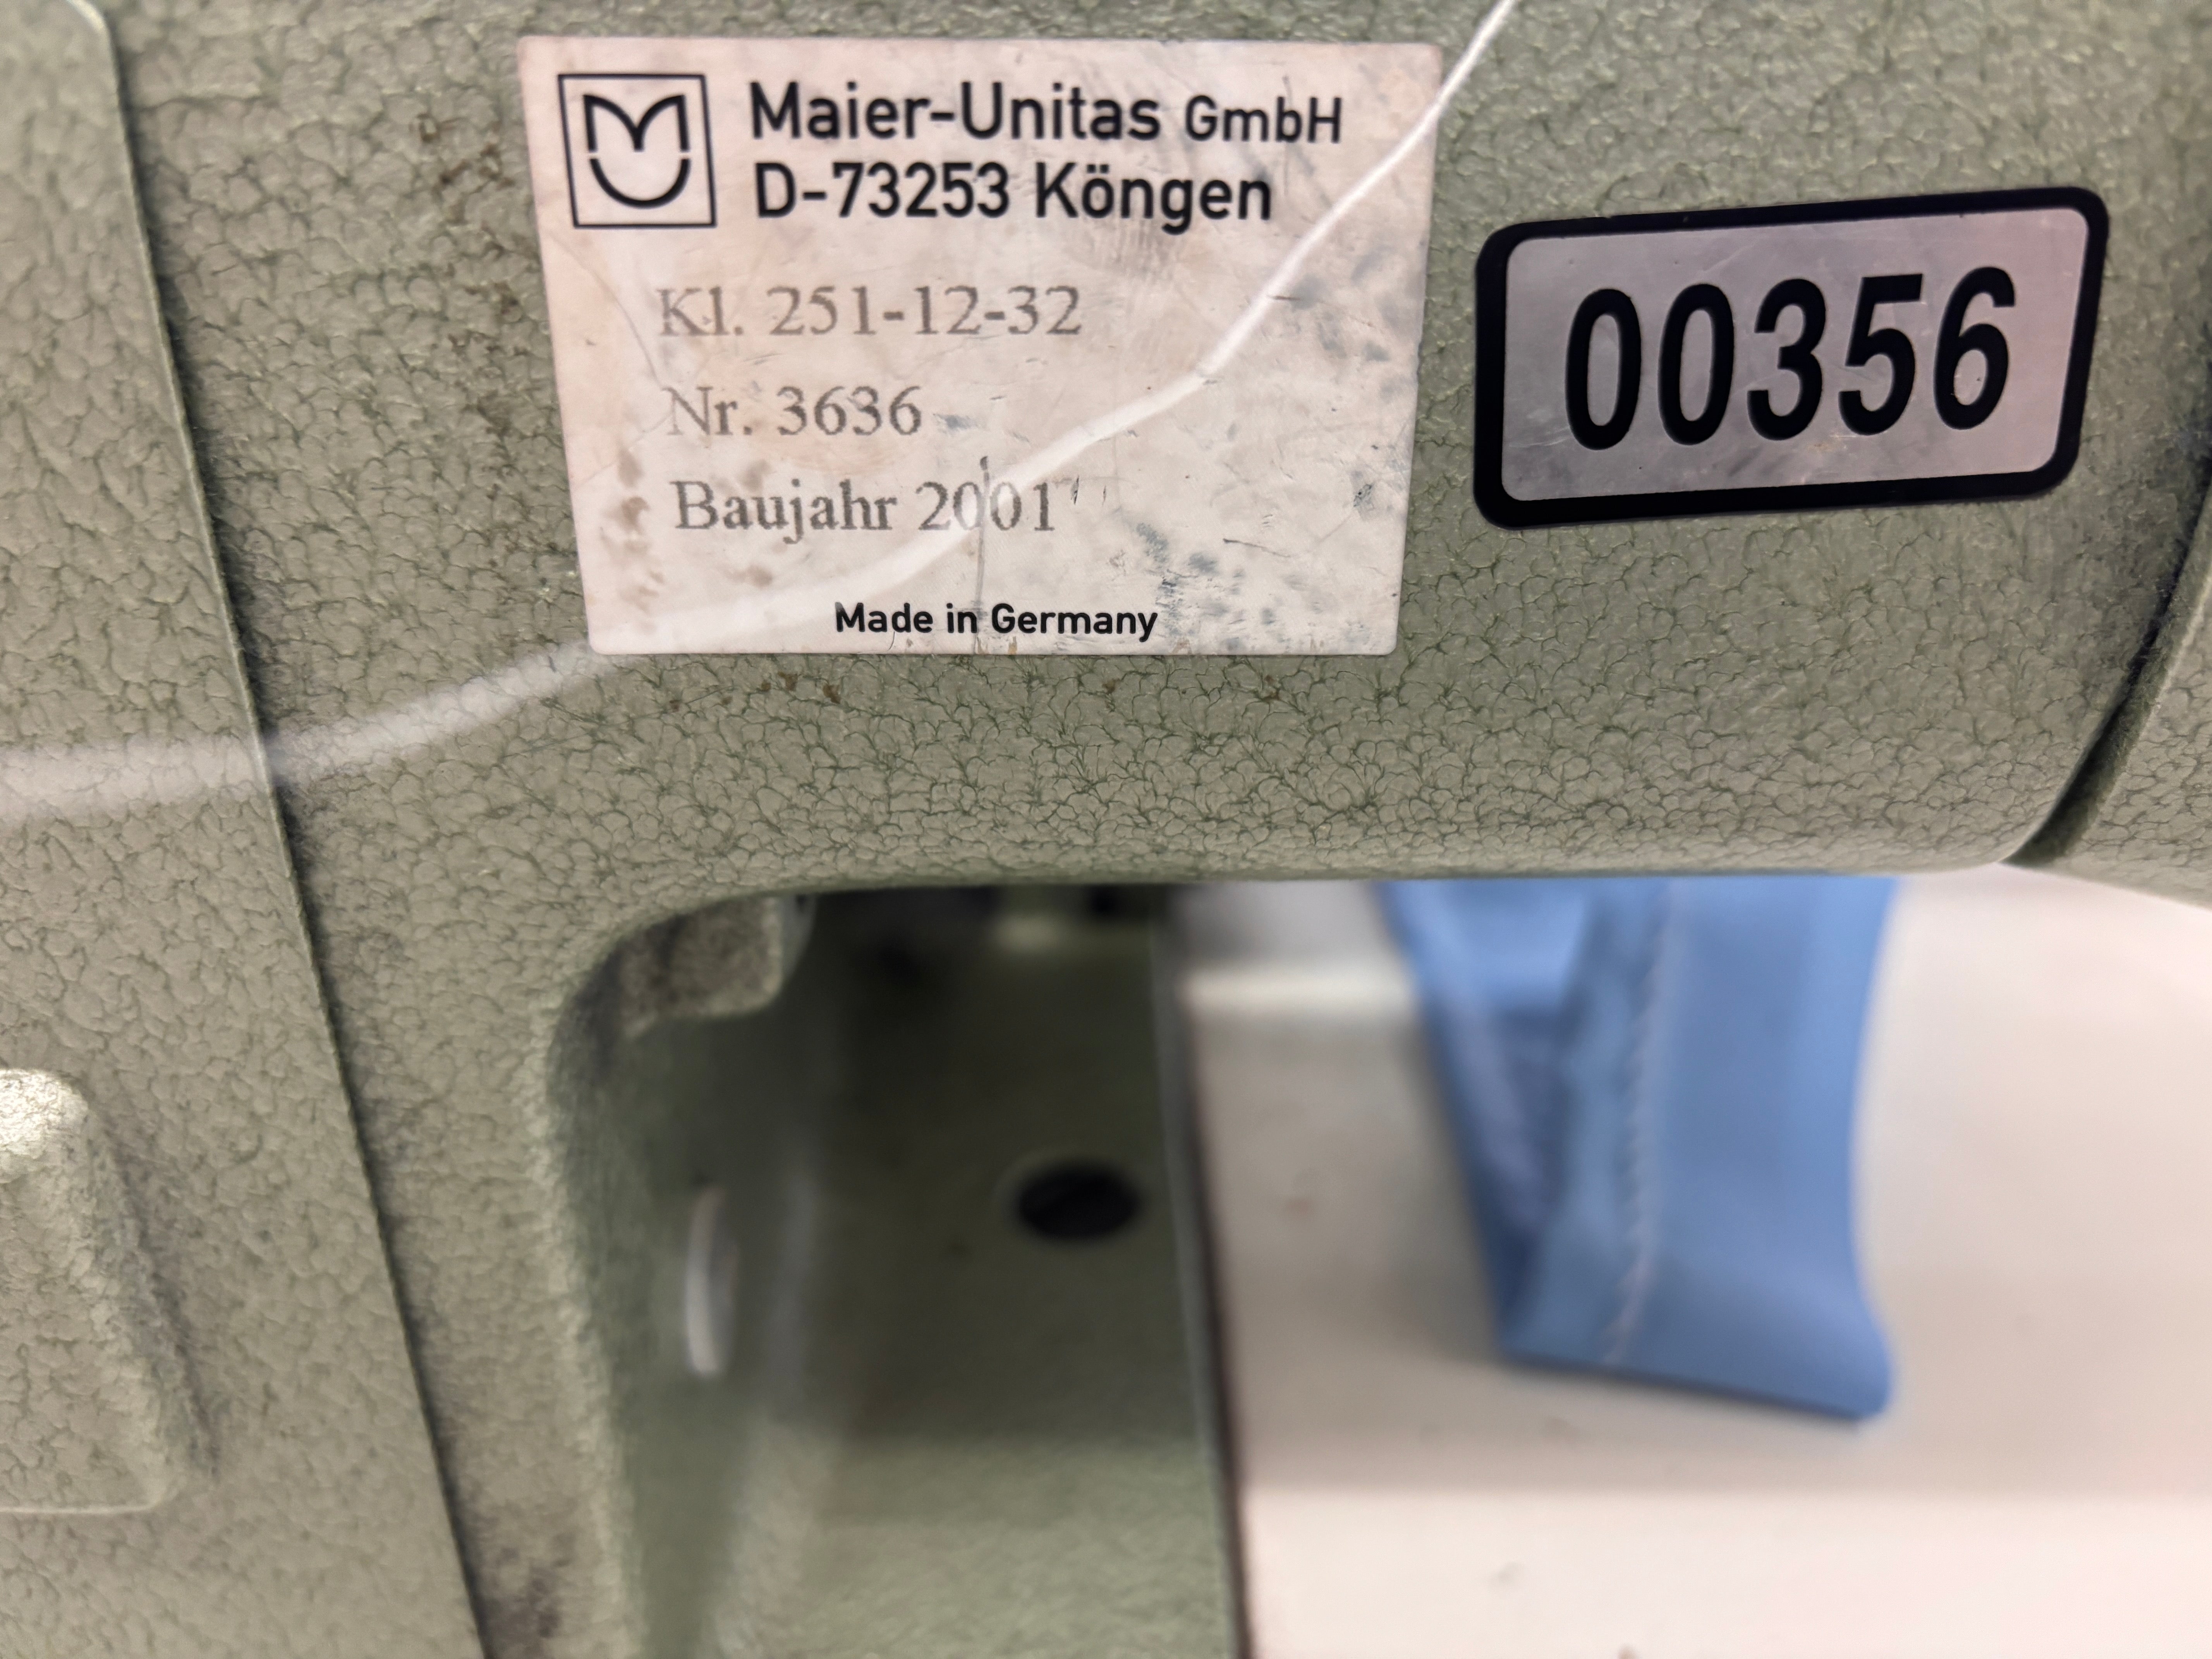 Maier-Unitas GmbH
D-73253 Köngen
Kl. 251-12-32
Nr. 3636
Baujahr 2001
Made in Germany
00356